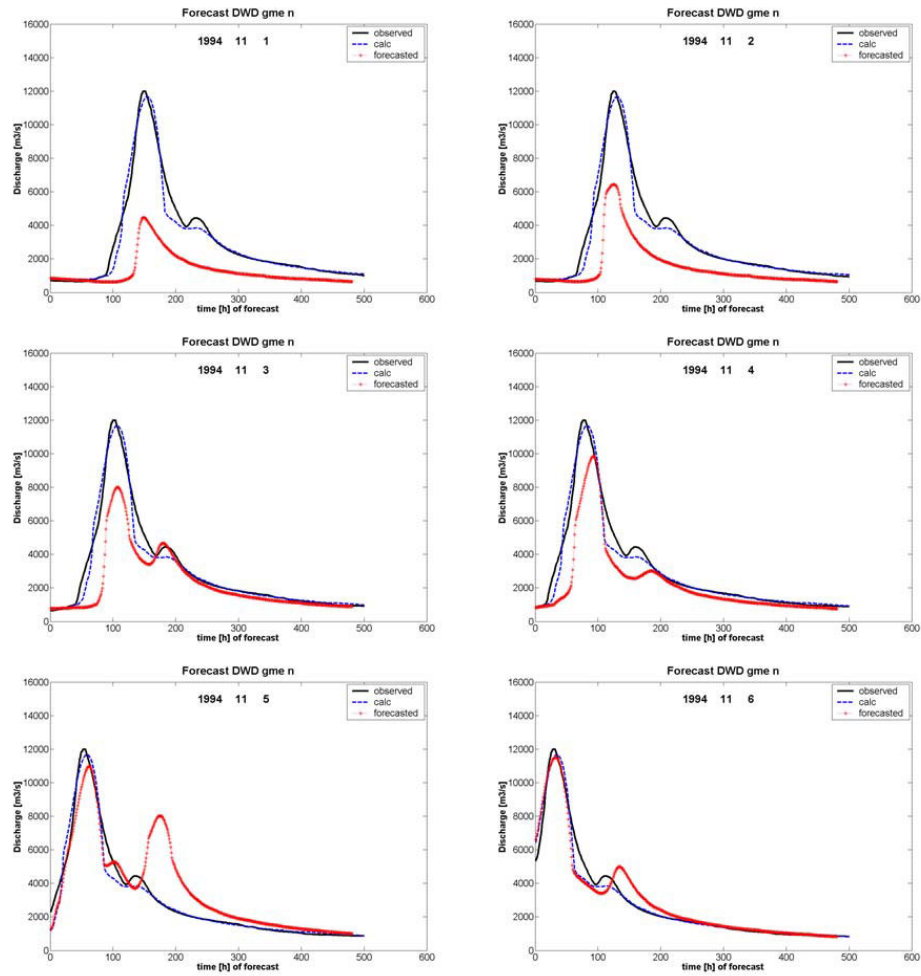 Forecast DWD gme n
1994 11 1
observed
calc
forecasted
Discharge [m3/s]
16000
14000
12000
10000
8000
6000
4000
2000
0
0 100 200 300 400 500 600
time [h] of forecast
Forecast DWD gme n
1994 11 2
observed
calc
forecasted
Discharge [m3/s]
16000
14000
12000
10000
8000
6000
4000
2000
0
0 100 200 300 400 500 600
time [h] of forecast
Forecast DWD gme n
1994 11 3
observed
calc
forecasted
Discharge [m3/s]
16000
14000
12000
10000
8000
6000
4000
2000
0
0 100 200 300 400 500 600
time [h] of forecast
Forecast DWD gme n
1994 11 4
observed
calc
forecasted
Discharge [m3/s]
16000
14000
12000
10000
8000
6000
4000
2000
0
0 100 200 300 400 500 600
time [h] of forecast
Forecast DWD gme n
1994 11 5
observed
calc
forecasted
Discharge [m3/s]
16000
14000
12000
10000
8000
6000
4000
2000
0
0 100 200 300 400 500 600
time [h] of forecast
Forecast DWD gme n
1994 11 6
observed
calc
forecasted
Discharge [m3/s]
16000
14000
12000
10000
8000
6000
4000
2000
0
0 100 200 300 400 500 600
time [h] of forecast